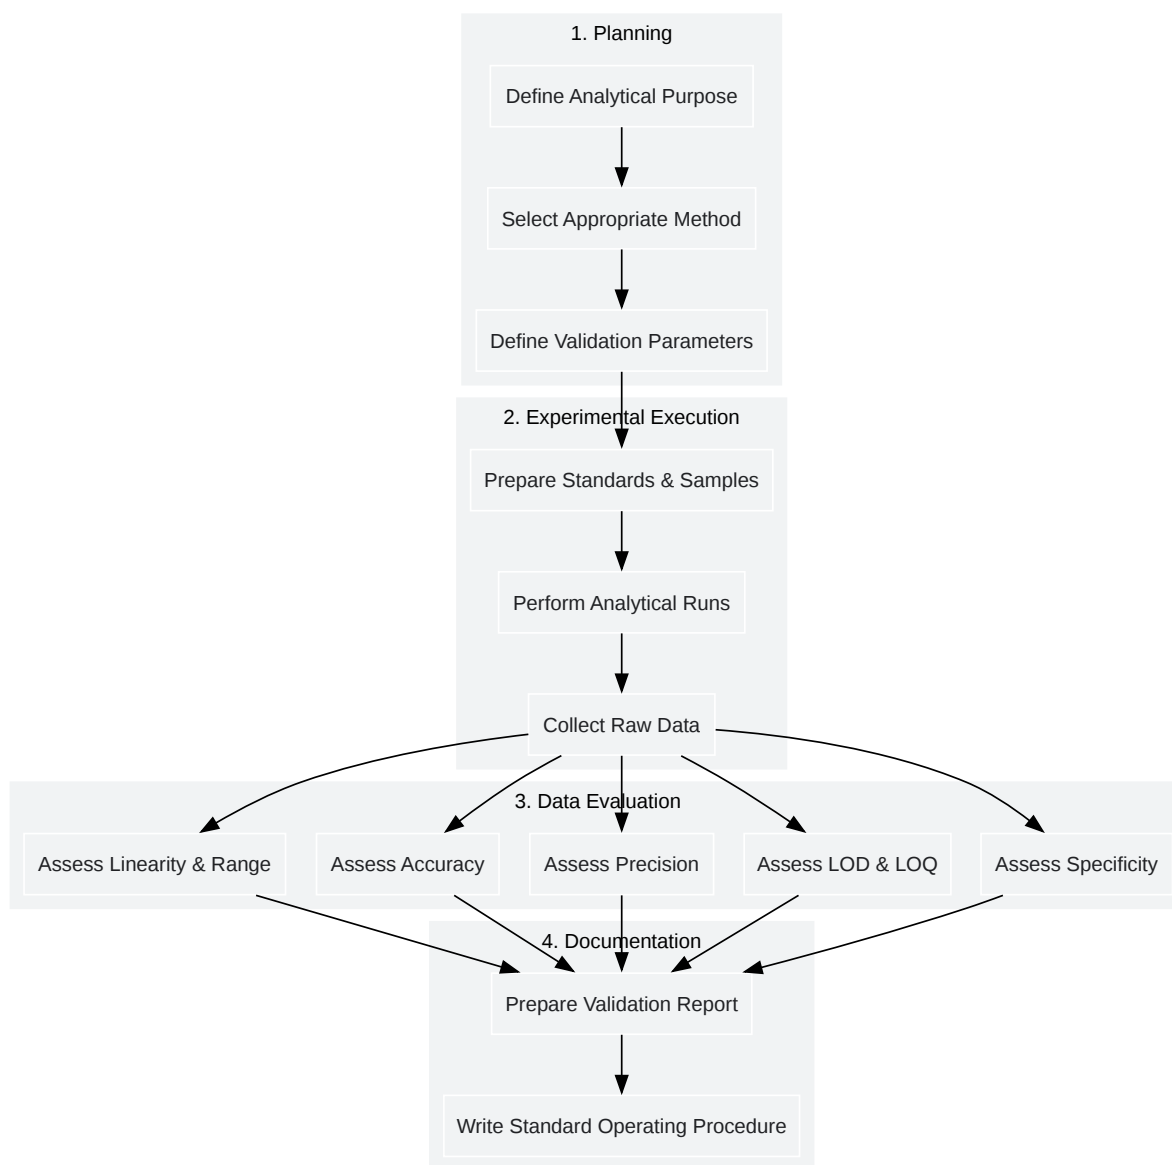 1. Planning
Define Analytical Purpose
Select Appropriate Method
Define Validation Parameters
2. Experimental Execution
Prepare Standards & Samples
Perform Analytical Runs
Collect Raw Data
3. Data Evaluation
Assess Linearity & Range
Assess Accuracy
Assess Precision
Assess LOD & LOQ
Assess Specificity
4. Documentation
Prepare Validation Report
Write Standard Operating Procedure